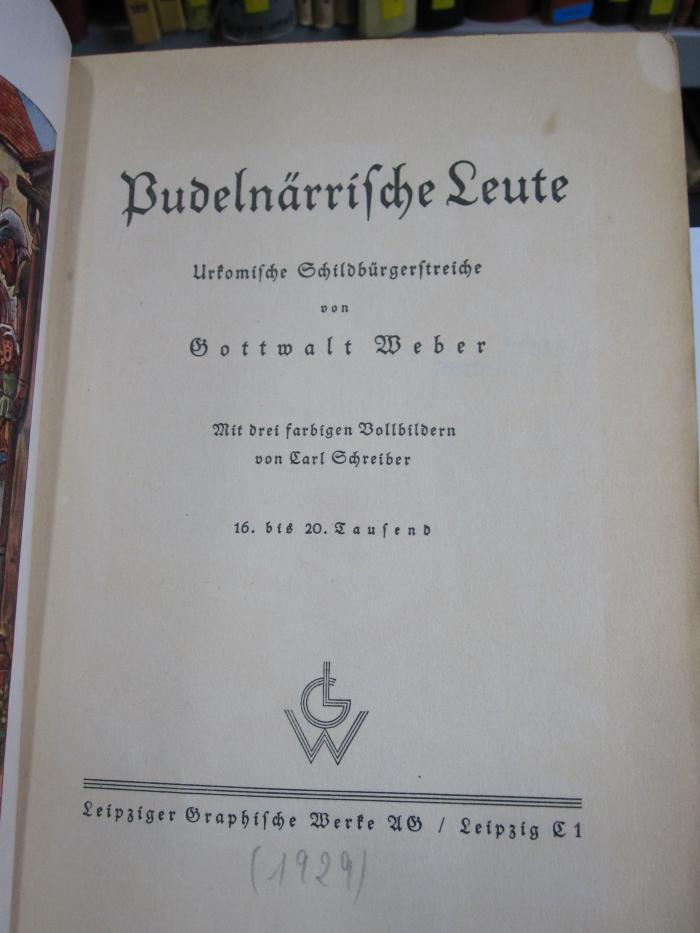 Pudelnärriſche Leute
Urkomiſche Schildbürgerſtreiche
von
Gottwalt Weber
Mit drei farbigen Vollbildern
von Carl Schreiber
16. bis 20. Tauſend
LGW
Leipziger Graphiſche Werke AG / Leipzig C 1
(1929)